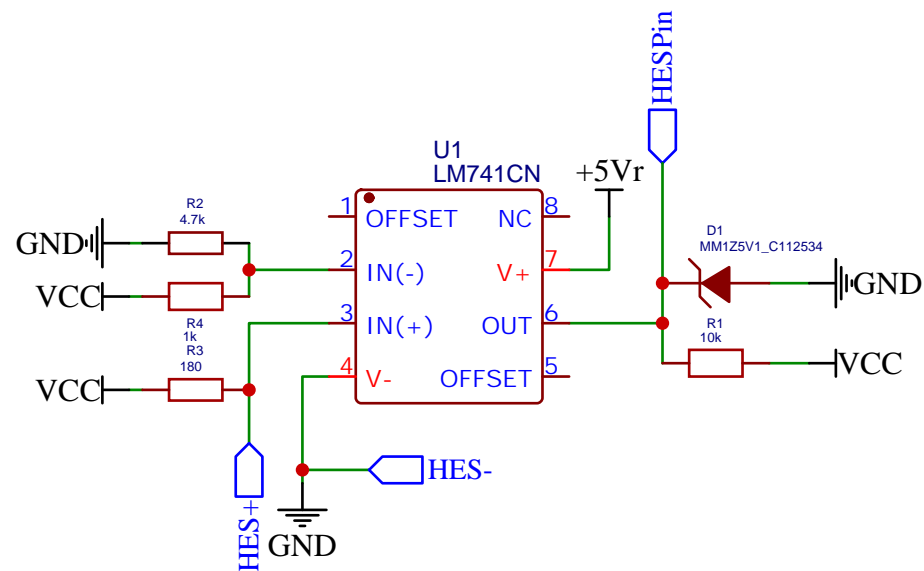 HESPin
U1
LM741CN
+5Vr
R2
4.7k
1
OFFSET
NC
8
D1
MM1Z5V1_C112534
GND
2
IN(-)
V+
7
GND
VCC
R4
1k
3
IN(+)
OUT
6
R1
10k
R3
180
VCC
4
V-
OFFSET
5
VCC
HES-
HES+
GND